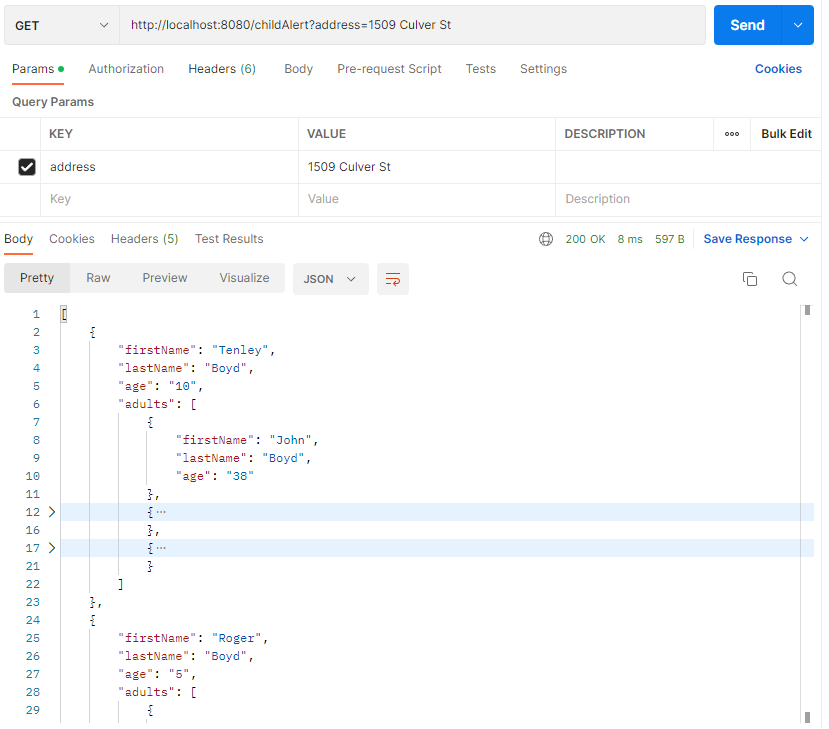 GET http://localhost:8080/childAlert?address=1509 Culver St Send
Params Authorization Headers (6) Body Pre-request Script Tests Settings Cookies
Query Params
KEY VALUE DESCRIPTION ooo Bulk Edit
address 1509 Culver St
Key Value Description
Body Cookies Headers (5) Test Results 200 OK 8 ms 597 B Save Response
Pretty Raw Preview Visualize JSON
1 [
2 {
3 "firstName": "Tenley",
4 "lastName": "Boyd",
5 "age": "10",
6 "adults": [
7 {
8 "firstName": "John",
9 "lastName": "Boyd",
10 "age": "38"
11 },
12 { ···
16 },
17 { ···
21 }
22 ]
23 },
24 {
25 "firstName": "Roger",
26 "lastName": "Boyd",
27 "age": "5",
28 "adults": [
29 {